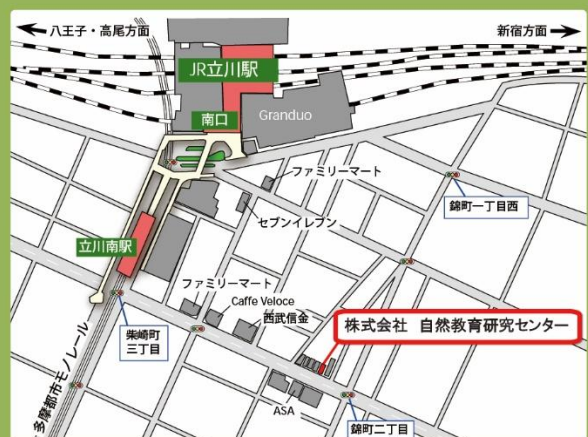 ←八王子・高尾方面
新宿方面→
JR立川駅
南口
Granduo
ファミリーマート
セブンイレブン
錦町一丁目西
立川南駅
ファミリーマート
Caffe Veloce
西武信金
株式会社 自然教育研究センター
柴崎町
三丁目
多摩都市モノレール
ASA
錦町二丁目